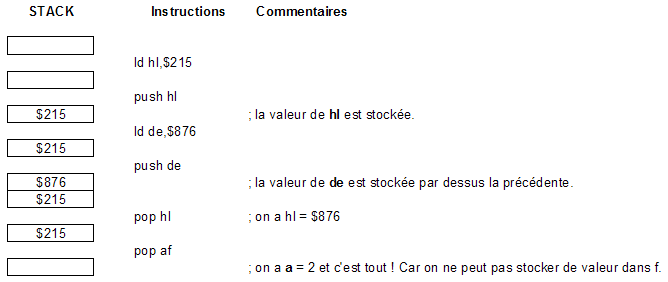 STACK Instructions Commentaires
ld hl,$215
push hl
$215 ; la valeur de hl est stockée.
ld de,$876
$215
push de
$876 ; la valeur de de est stockée par dessus la précédente.
$215
pop hl ; on a hl = $876
$215
pop af
; on a a = 2 et c'est tout ! Car on ne peut pas stocker de valeur dans f.